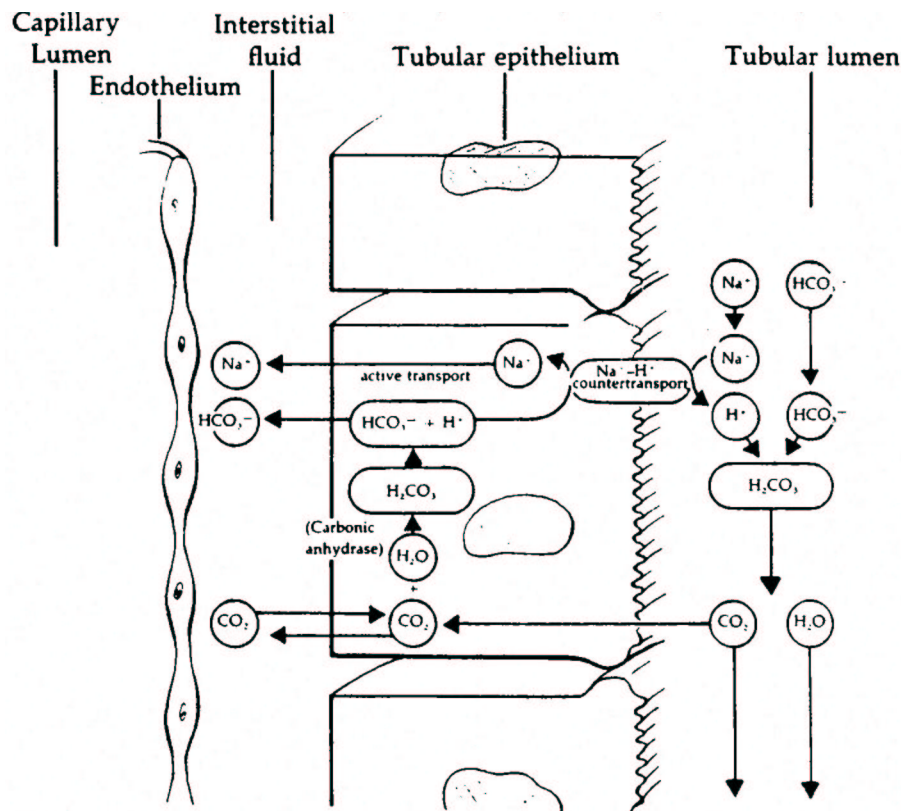 Capillary
Lumen
Endothelium
Interstitial
fluid
Tubular epithelium
Tubular lumen
Na⁺
HCO₃⁻
Na⁺
active transport
Na⁺
Na⁺–H⁺
countertransport
Na⁺
HCO₃⁻
HCO₃⁻ + H⁺
H⁺
HCO₃⁻
H₂CO₃
H₂CO₃
(Carbonic
anhydrase)
H₂O
+
CO₂
CO₂
CO₂
H₂O